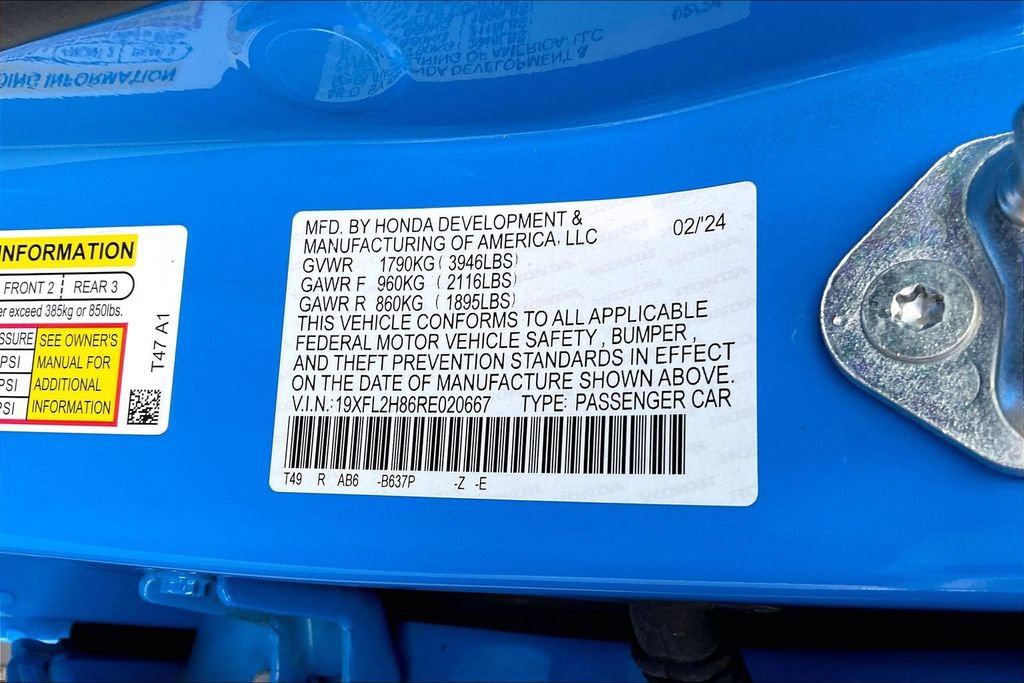 INFORMATION
FRONT 2 REAR 3
exceed 385kg or 850lbs.
SEE OWNER'S
MANUAL FOR
ADDITIONAL
INFORMATION
PSI
PSI
PSI
T47 A1
MFD. BY HONDA DEVELOPMENT &
MANUFACTURING OF AMERICA, LLC
02/'24
GVWR 1790KG ( 3946LBS)
GAWR F 960KG ( 2116LBS)
GAWR R 860KG ( 1895LBS)
THIS VEHICLE CONFORMS TO ALL APPLICABLE
FEDERAL MOTOR VEHICLE SAFETY, BUMPER,
AND THEFT PREVENTION STANDARDS IN EFFECT
ON THE DATE OF MANUFACTURE SHOWN ABOVE.
V.I.N.:19XFL2H86RE020667 TYPE: PASSENGER CAR
T49 R AB6 -B637P -Z -E